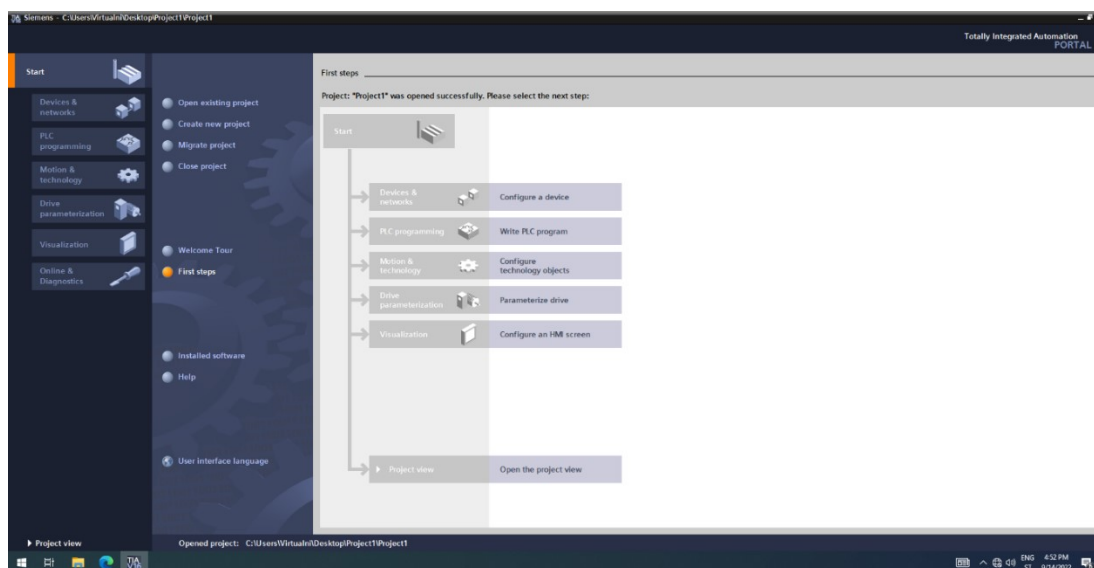 Siemens - C:\Users\Virtualni\Desktop\Project1\Project1
Totally Integrated Automation
PORTAL
Start
Devices &
networks
PLC
programming
Motion &
technology
Drive
parameterization
Visualization
Online &
Diagnostics
Open existing project
Create new project
Migrate project
Close project
Welcome Tour
First steps
Installed software
Help
User interface language
First steps
Project: "Project1" was opened successfully. Please select the next step:
Start
Devices &
networks
Configure a device
PLC programming
Write PLC program
Motion &
technology
Configure
technology objects
Drive
parameterization
Parameterize drive
Visualization
Configure an HMI screen
Project view
Open the project view
Project view
Opened project: C:\Users\Virtualni\Desktop\Project1\Project1
TIA
ENG
4:52 PM
ST
9/14/2022